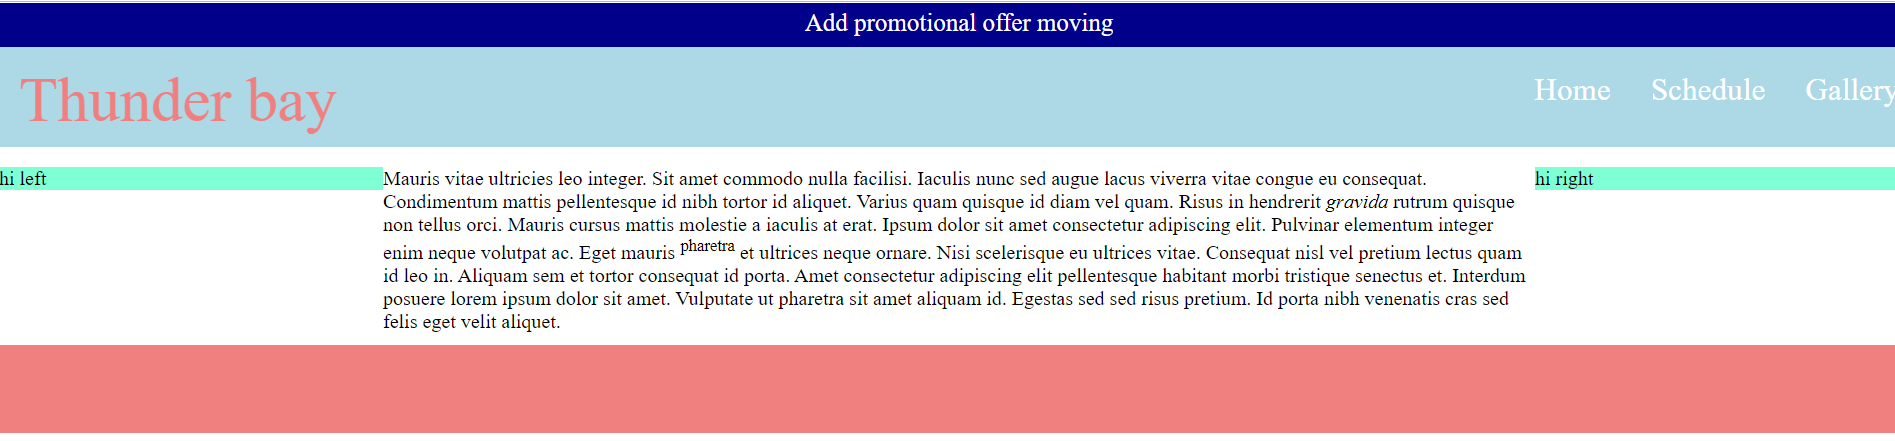 Add promotional offer moving
Thunder bay
Home Schedule Gallery
hi left
Mauris vitae ultricies leo integer. Sit amet commodo nulla facilisi. Iaculis nunc sed augue lacus viverra vitae congue eu consequat.
Condimentum mattis pellentesque id nibh tortor id aliquet. Varius quam quisque id diam vel quam. Risus in hendrerit gravida rutrum quisque
non tellus orci. Mauris cursus mattis molestie a iaculis at erat. Ipsum dolor sit amet consectetur adipiscing elit. Pulvinar elementum integer
enim neque volutpat ac. Eget mauris pharetra et ultrices neque ornare. Nisi scelerisque eu ultrices vitae. Consequat nisl vel pretium lectus quam
id leo in. Aliquam sem et tortor consequat id porta. Amet consectetur adipiscing elit pellentesque habitant morbi tristique senectus et. Interdum
posuere lorem ipsum dolor sit amet. Vulputate ut pharetra sit amet aliquam id. Egestas sed sed risus pretium. Id porta nibh venenatis cras sed
felis eget velit aliquet.
hi right